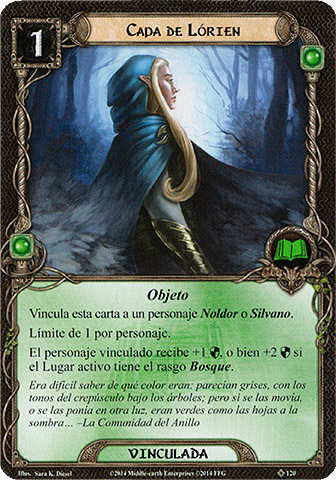 1
Capa de Lórien
Objeto
Vincula esta carta a un personaje Noldor o Silvano.
Límite de 1 por personaje.
El personaje vinculado recibe +1 , o bien +2 si
el Lugar activo tiene el rasgo Bosque.
Era difícil saber de qué color eran: parecían grises, con los
tonos del crepúsculo bajo los árboles; pero si se las movía,
o se las ponía en otra luz, eran verdes como las hojas a la
sombra... –La Comunidad del Anillo
VINCULADA
Illus. Sara K. Diesel ©2014 Middle-earth Enterprises ©2014 FFG 120